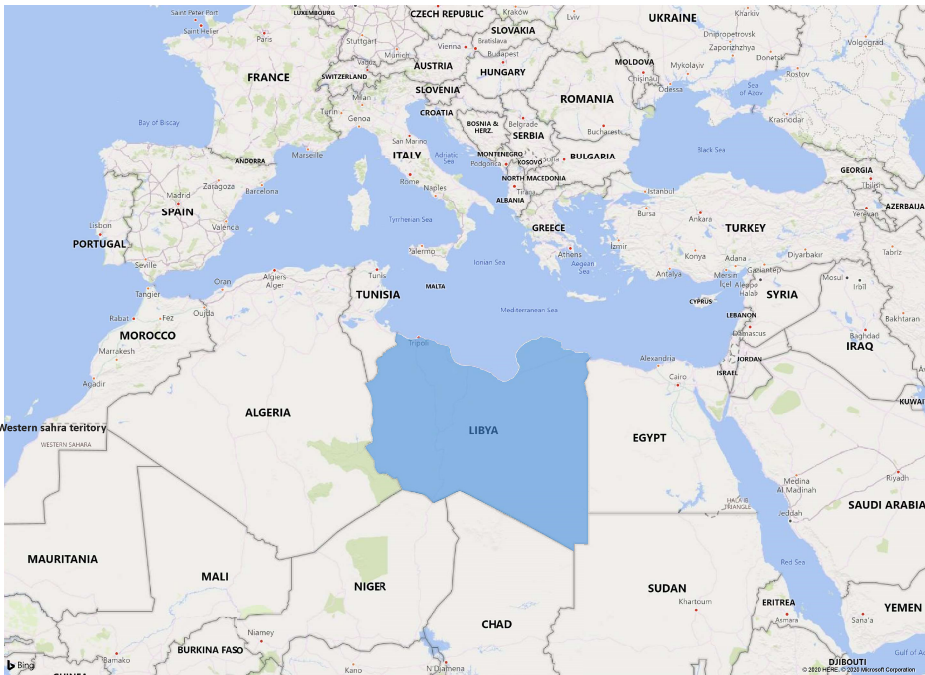 Saint Peter Port
Saint Helier
Paris
LUXEMBOURG
CZECH REPUBLIC
Kraków
Lviv
UKRAINE
Kharkiv
SLOVAKIA
Dnipropetrovsk
Zaporizhzhya
Volgograd
Stuttgart
Vienna
Bratislava
Budapest
Munich
Donetsk
Vaduz
AUSTRIA
MOLDOVA
Mykolayiv
Rostov
FRANCE
SWITZERLAND
HUNGARY
Chisinău
Odessa
SLOVENIA
Sea
of Azov
Milan
ROMANIA
Turin
Genoa
CROATIA
Krasnodar
Bay of Biscay
BOSNIA &
HERZ.
Belgrade
SERBIA
Bucharest
San Marino
Black Sea
ANDORRA
Marseille
ITALY
Adriatic
Sea
MONTENEGRO
Podgorica
KOSOVO
BULGARIA
GEORGIA
Tbilisi
Zaragoza
Barcelona
Madrid
Rome
Naples
NORTH MACEDONIA
Tirana
ALBANIA
Istanbul
AZERBAIJA
Yerevan
SPAIN
Bursa
Ankara
Lisbon
Valencia
Tyrrhenian Sea
GREECE
TURKEY
PORTUGAL
Palermo
Izmir
Konya
Adana
Diyarbakir
Tabriz
Athens
Aegean
Sea
Seville
Ionian Sea
Antalya
Mersin
İçel
Gaziantep
Aleppo
Halab
Mosul
Irbil
Oran
Algiers
Alger
Tunis
Tangier
MALTA
TUNISIA
SYRIA
CYPRUS
Mediterranean Sea
LEBANON
Rabat
Fez
Oujda
Damascus
Bakhtaran
MOROCCO
Tripoli
Baghdad
IRAQ
Marrakesh
Alexandria
JORDAN
ISRAEL
Agadir
Cairo
KUWAI
ALGERIA
Western sahra teritory
LIBYA
EGYPT
WESTERN SAHARA
Medina
Al Madinah
Riyadh
HALA'IB
TRIANGLE
Jeddah
SAUDI ARABIA
MAURITANIA
Red Sea
MALI
NIGER
SUDAN
Khartoum
ERITREA
Asmara
YEMEN
Sana'a
CHAD
Niamey
BURKINA FASO
Bamako
Gulf of A
Bing
Kano
N'Djamena
DJIBOUTI
© 2020 HERE, © 2020 Microsoft Corporation